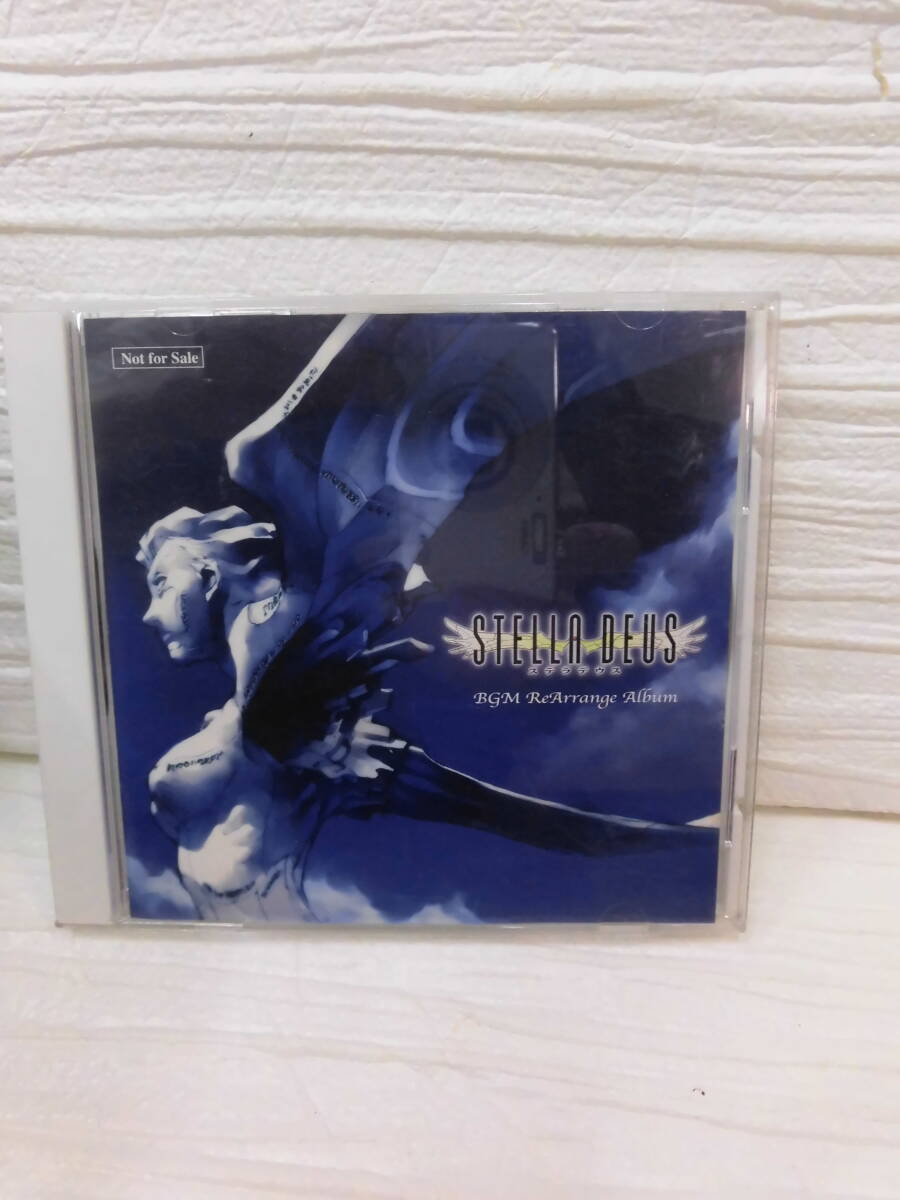 Not for Sale
STELLA DEUS
ステラデウス
BGM ReArrange Album